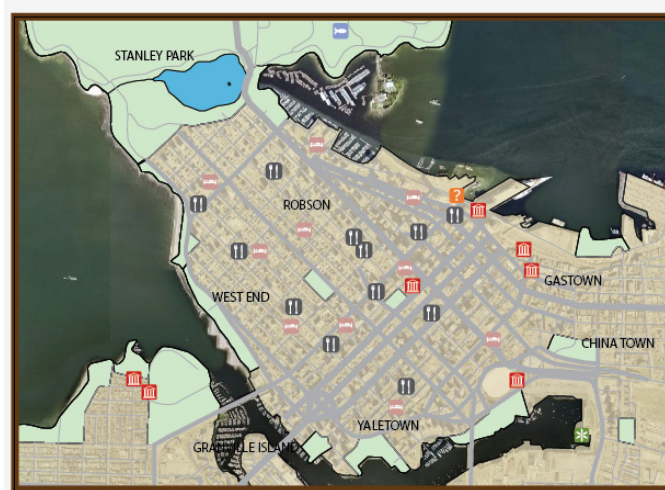 STANLEY PARK
?
ROBSON
GASTOWN
WEST END
CHINA TOWN
YALETOWN
GRANVILLE ISLAND